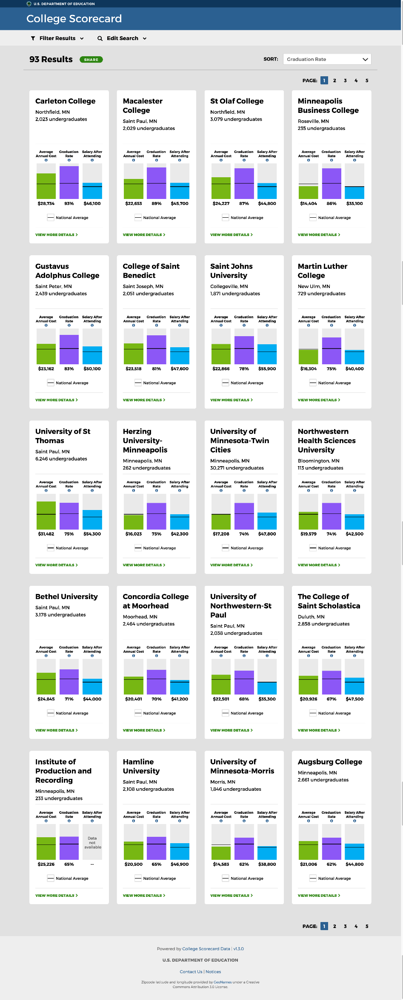 U.S. DEPARTMENT OF EDUCATION
College Scorecard
Filter Results
Edit Search
93 Results
SHARE
SORT:
Graduation Rate
PAGE: 1 2 3 4 5
Carleton College
Northfield, MN
2,023 undergraduates
Average Annual Cost
Graduation Rate
Salary After Attending
$28,734 93% $46,100
National Average
VIEW MORE DETAILS
Macalester
College
Saint Paul, MN
2,029 undergraduates
Average Annual Cost
Graduation Rate
Salary After Attending
$22,653 89% $45,700
National Average
VIEW MORE DETAILS
St Olaf College
Northfield, MN
3,079 undergraduates
Average Annual Cost
Graduation Rate
Salary After Attending
$24,227 87% $44,800
National Average
VIEW MORE DETAILS
Minneapolis
Business College
Roseville, MN
235 undergraduates
Average Annual Cost
Graduation Rate
Salary After Attending
$14,404 86% $35,100
National Average
VIEW MORE DETAILS
Gustavus
Adolphus College
Saint Peter, MN
2,439 undergraduates
Average Annual Cost
Graduation Rate
Salary After Attending
$23,162 83% $50,100
National Average
VIEW MORE DETAILS
College of Saint
Benedict
Saint Joseph, MN
2,051 undergraduates
Average Annual Cost
Graduation Rate
Salary After Attending
$23,518 81% $47,600
National Average
VIEW MORE DETAILS
Saint Johns
University
Collegeville, MN
1,871 undergraduates
Average Annual Cost
Graduation Rate
Salary After Attending
$22,866 78% $55,900
National Average
VIEW MORE DETAILS
Martin Luther
College
New Ulm, MN
729 undergraduates
Average Annual Cost
Graduation Rate
Salary After Attending
$16,304 75% $40,400
National Average
VIEW MORE DETAILS
University of St
Thomas
Saint Paul, MN
6,246 undergraduates
Average Annual Cost
Graduation Rate
Salary After Attending
$31,482 75% $54,300
National Average
VIEW MORE DETAILS
Herzing
University-
Minneapolis
Minneapolis, MN
262 undergraduates
Average Annual Cost
Graduation Rate
Salary After Attending
$16,023 75% $42,300
National Average
VIEW MORE DETAILS
University of
Minnesota-Twin
Cities
Minneapolis, MN
30,271 undergraduates
Average Annual Cost
Graduation Rate
Salary After Attending
$17,208 74% $47,800
National Average
VIEW MORE DETAILS
Northwestern
Health Sciences
University
Bloomington, MN
113 undergraduates
Average Annual Cost
Graduation Rate
Salary After Attending
$19,579 74% $42,500
National Average
VIEW MORE DETAILS
Bethel University
Saint Paul, MN
3,178 undergraduates
Average Annual Cost
Graduation Rate
Salary After Attending
$24,845 71% $44,000
National Average
VIEW MORE DETAILS
Concordia College
at Moorhead
Moorhead, MN
2,464 undergraduates
Average Annual Cost
Graduation Rate
Salary After Attending
$20,401 70% $41,200
National Average
VIEW MORE DETAILS
University of
Northwestern-St
Paul
Saint Paul, MN
2,038 undergraduates
Average Annual Cost
Graduation Rate
Salary After Attending
$22,501 68% $35,300
National Average
VIEW MORE DETAILS
The College of
Saint Scholastica
Duluth, MN
2,858 undergraduates
Average Annual Cost
Graduation Rate
Salary After Attending
$20,926 67% $47,500
National Average
VIEW MORE DETAILS
Institute of
Production and
Recording
Minneapolis, MN
233 undergraduates
Average Annual Cost
Graduation Rate
Salary After Attending
Data
not
available
$25,226 65% --
National Average
VIEW MORE DETAILS
Hamline
University
Saint Paul, MN
2,108 undergraduates
Average Annual Cost
Graduation Rate
Salary After Attending
$20,500 65% $46,900
National Average
VIEW MORE DETAILS
University of
Minnesota-Morris
Morris, MN
1,846 undergraduates
Average Annual Cost
Graduation Rate
Salary After Attending
$14,583 62% $38,800
National Average
VIEW MORE DETAILS
Augsburg College
Minneapolis, MN
2,661 undergraduates
Average Annual Cost
Graduation Rate
Salary After Attending
$21,006 62% $44,800
National Average
VIEW MORE DETAILS
PAGE: 1 2 3 4 5
Powered by College Scorecard Data | v1.3.0
U.S. DEPARTMENT OF EDUCATION
Contact Us | Notices
Zipcode latitude and longitude provided by GeoNames under a Creative
Commons Attribution 3.0 License.